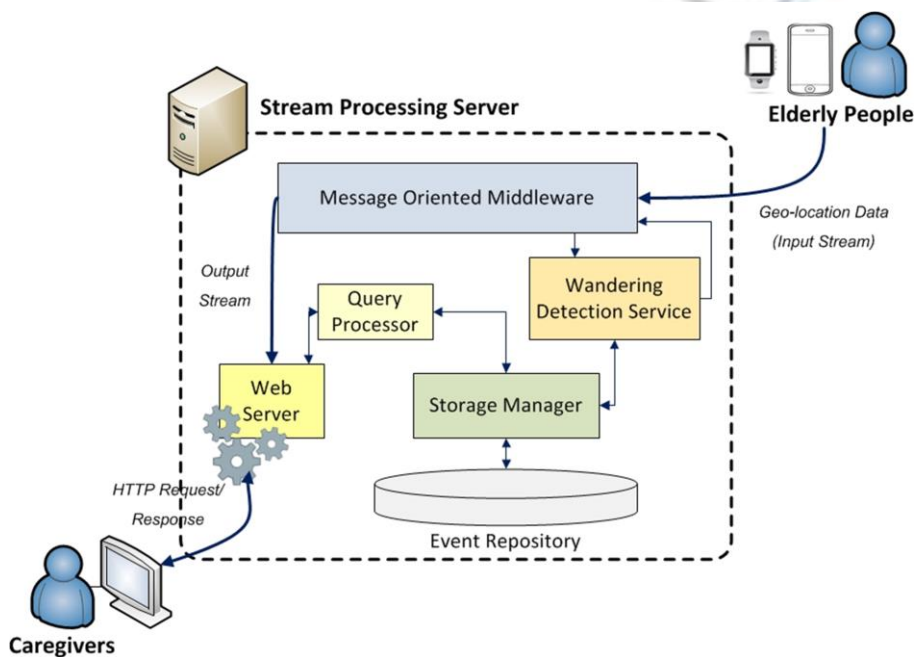 Elderly People
Stream Processing Server
Message Oriented Middleware
Geo-location Data
(Input Stream)
Output
Stream
Query
Processor
Wandering
Detection Service
Web
Server
Storage Manager
HTTP Request/
Response
Event Repository
Caregivers